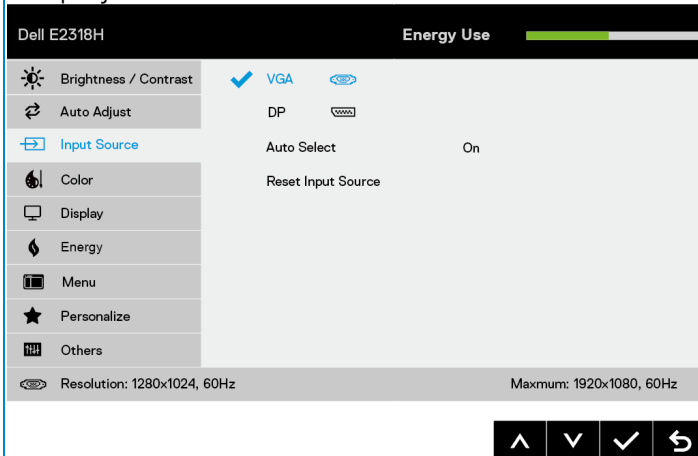 Dell E2318H Energy Use
Brightness / Contrast VGA
Auto Adjust DP
Input Source Auto Select On
Color Reset Input Source
Display
Energy
Menu
Personalize
Others
Resolution: 1280x1024, 60Hz Maxmum: 1920x1080, 60Hz